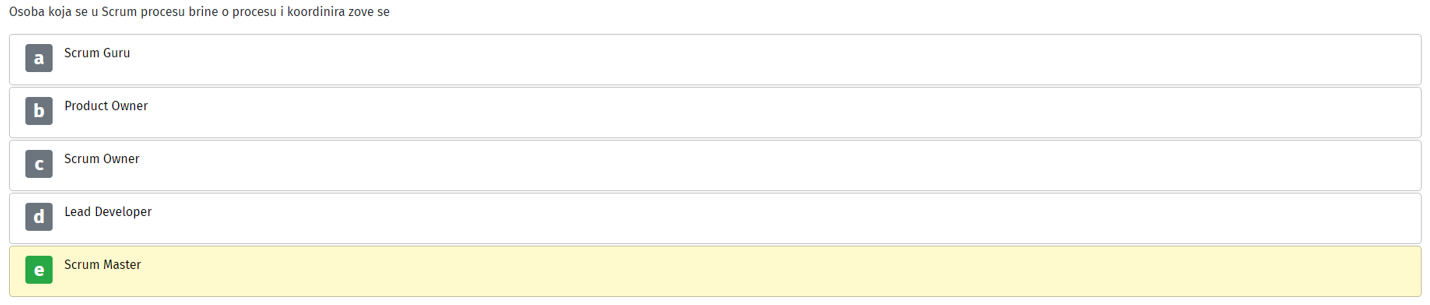 Osoba koja se u Scrum procesu brine o procesu i koordinira zove se
a Scrum Guru
b Product Owner
c Scrum Owner
d Lead Developer
e Scrum Master